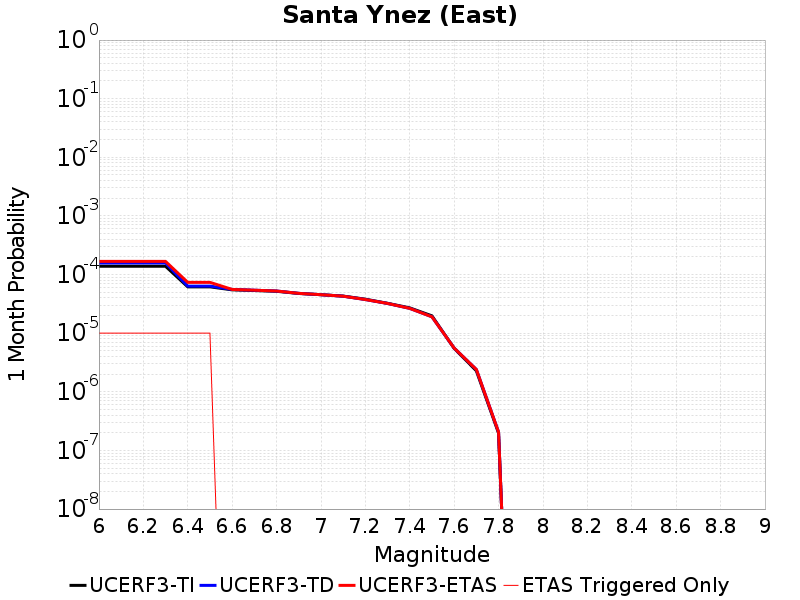 Santa Ynez (East)
1 Month Probability
10^0
10^-1
10^-2
10^-3
10^-4
10^-5
10^-6
10^-7
10^-8
6 6.2 6.4 6.6 6.8 7 7.2 7.4 7.6 7.8 8 8.2 8.4 8.6 8.8 9
Magnitude
UCERF3-TI UCERF3-TD UCERF3-ETAS ETAS Triggered Only